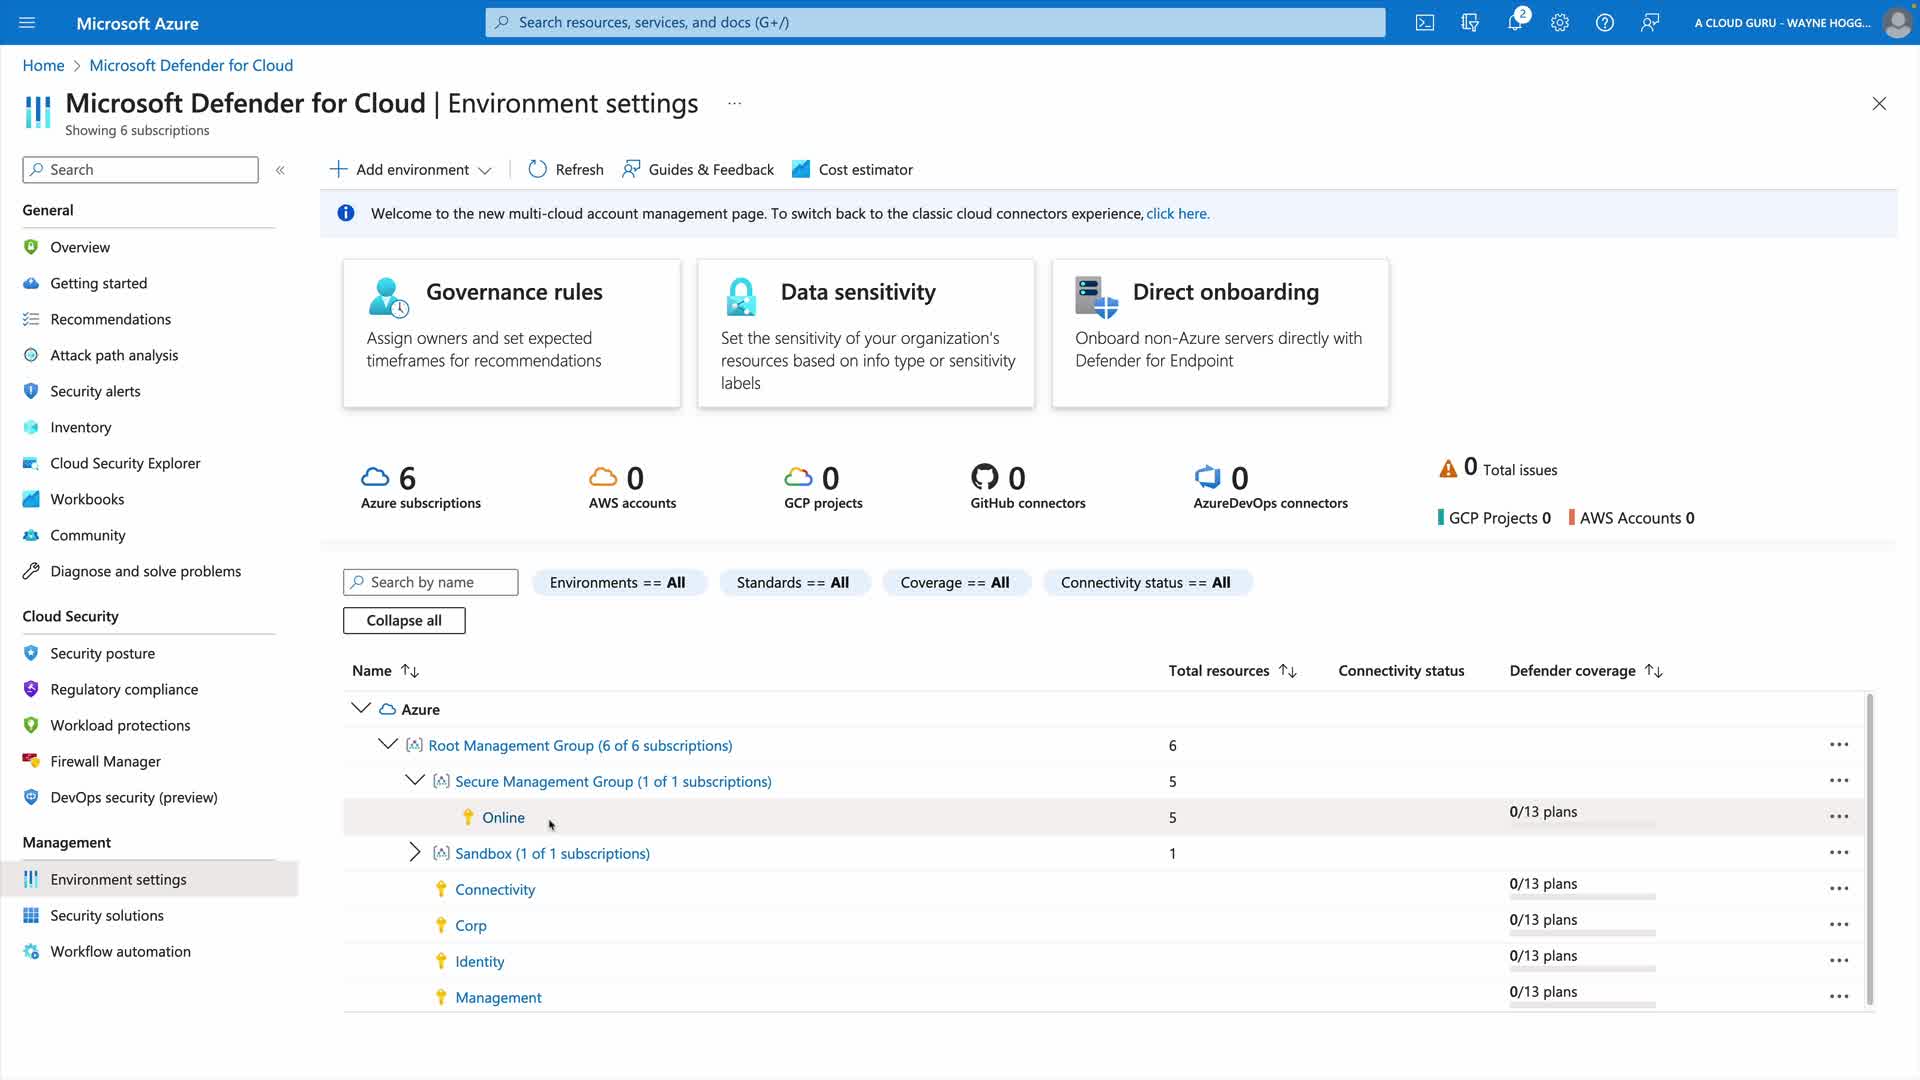 Microsoft Azure
Search resources, services, and docs (G+/)
2
A CLOUD GURU - WAYNE HOGG...
Home > Microsoft Defender for Cloud
Microsoft Defender for Cloud | Environment settings ...
Showing 6 subscriptions
Search
«
General
Overview
Getting started
Recommendations
Attack path analysis
Security alerts
Inventory
Cloud Security Explorer
Workbooks
Community
Diagnose and solve problems
Cloud Security
Security posture
Regulatory compliance
Workload protections
Firewall Manager
DevOps security (preview)
Management
Environment settings
Security solutions
Workflow automation
Add environment
Refresh
Guides & Feedback
Cost estimator
Welcome to the new multi-cloud account management page. To switch back to the classic cloud connectors experience, click here.
Governance rules
Assign owners and set expected
timeframes for recommendations
Data sensitivity
Set the sensitivity of your organization's
resources based on info type or sensitivity
labels
Direct onboarding
Onboard non-Azure servers directly with
Defender for Endpoint
6
Azure subscriptions
0
AWS accounts
0
GCP projects
0
GitHub connectors
0
AzureDevOps connectors
0 Total issues
GCP Projects 0
AWS Accounts 0
Search by name
Environments == All
Standards == All
Coverage == All
Connectivity status == All
Collapse all
Name
Total resources
Connectivity status
Defender coverage
Azure
Root Management Group (6 of 6 subscriptions) 6
Secure Management Group (1 of 1 subscriptions) 5
Online 5 0/13 plans
Sandbox (1 of 1 subscriptions) 1
Connectivity 0/13 plans
Corp 0/13 plans
Identity 0/13 plans
Management 0/13 plans